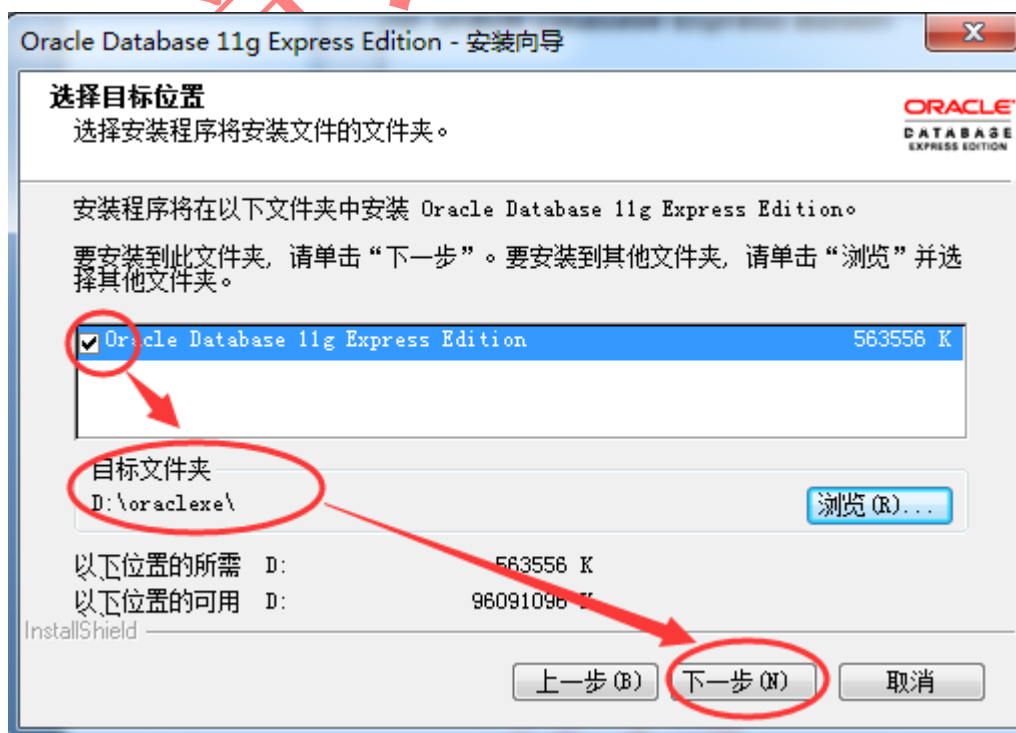 Oracle Database 11g Express Edition - 安装向导
选择目标位置
选择安装程序将安装文件的文件夹。
ORACLE
DATABASE
EXPRESS EDITION
安装程序将在以下文件夹中安装 Oracle Database 11g Express Edition。
要安装到此文件夹, 请单击“下一步”。要安装到其他文件夹, 请单击“浏览”并选
择其他文件夹。
Oracle Database 11g Express Edition 563556 K
目标文件夹
D:\oraclexe\
浏览(R)...
以下位置的所需 D: 563556 K
以下位置的可用 D: 96091096 K
InstallShield
上一步(B) 下一步(N) 取消